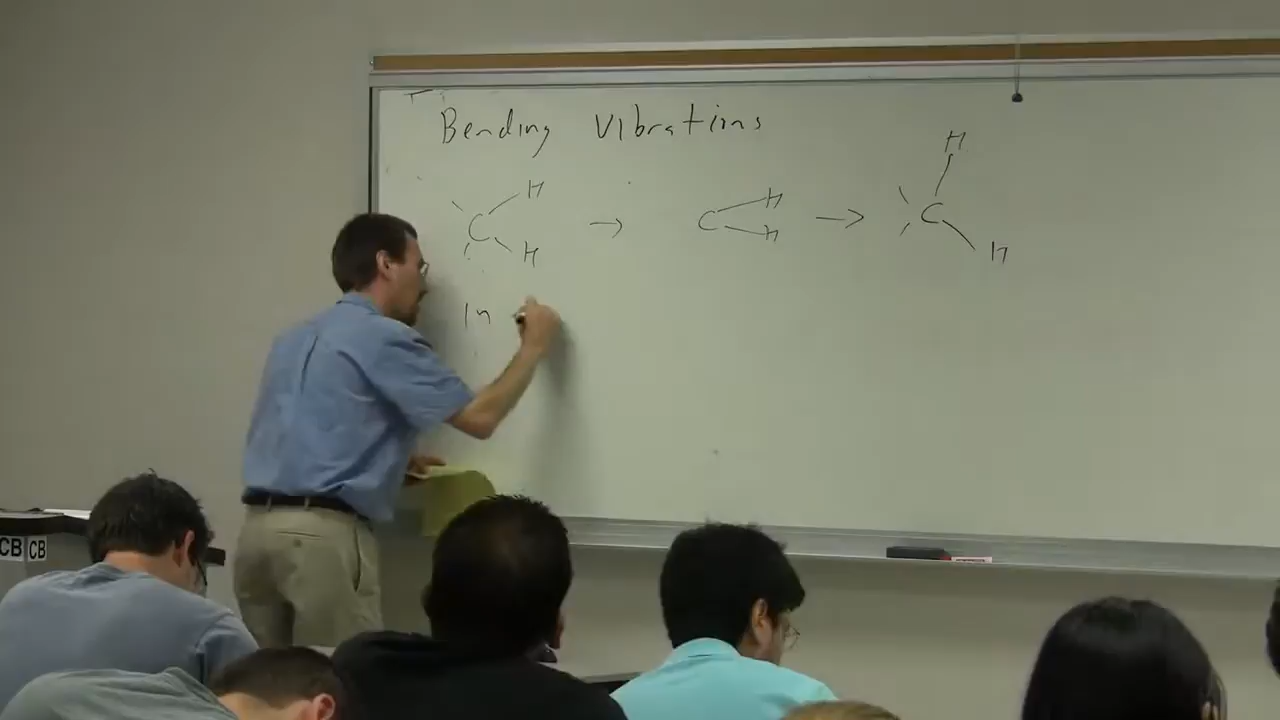 Bending Vibrations
H H
C → C H → C
H H H
In
CB CB